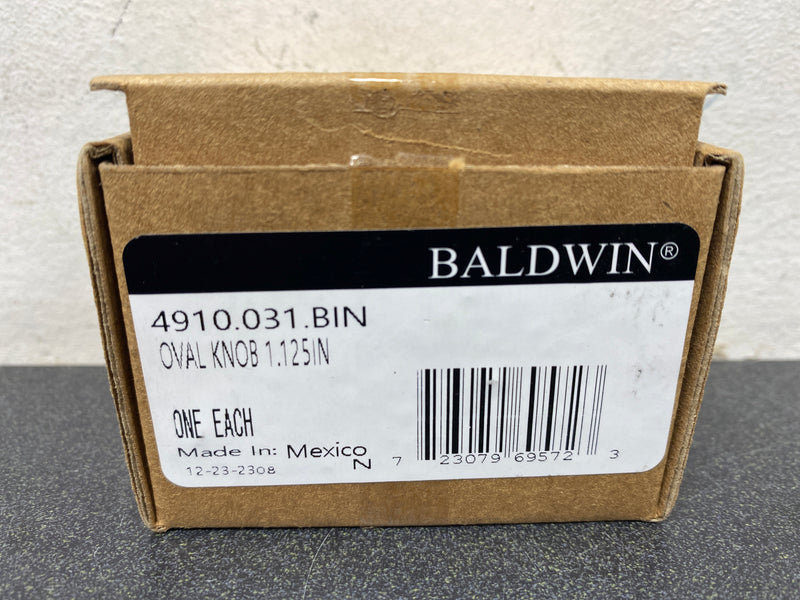 BALDWIN®
4910.031.BIN
OVAL KNOB 1.125IN
ONE EACH
Made In: Mexico
N
12-23-2308
7 23079 69572 3